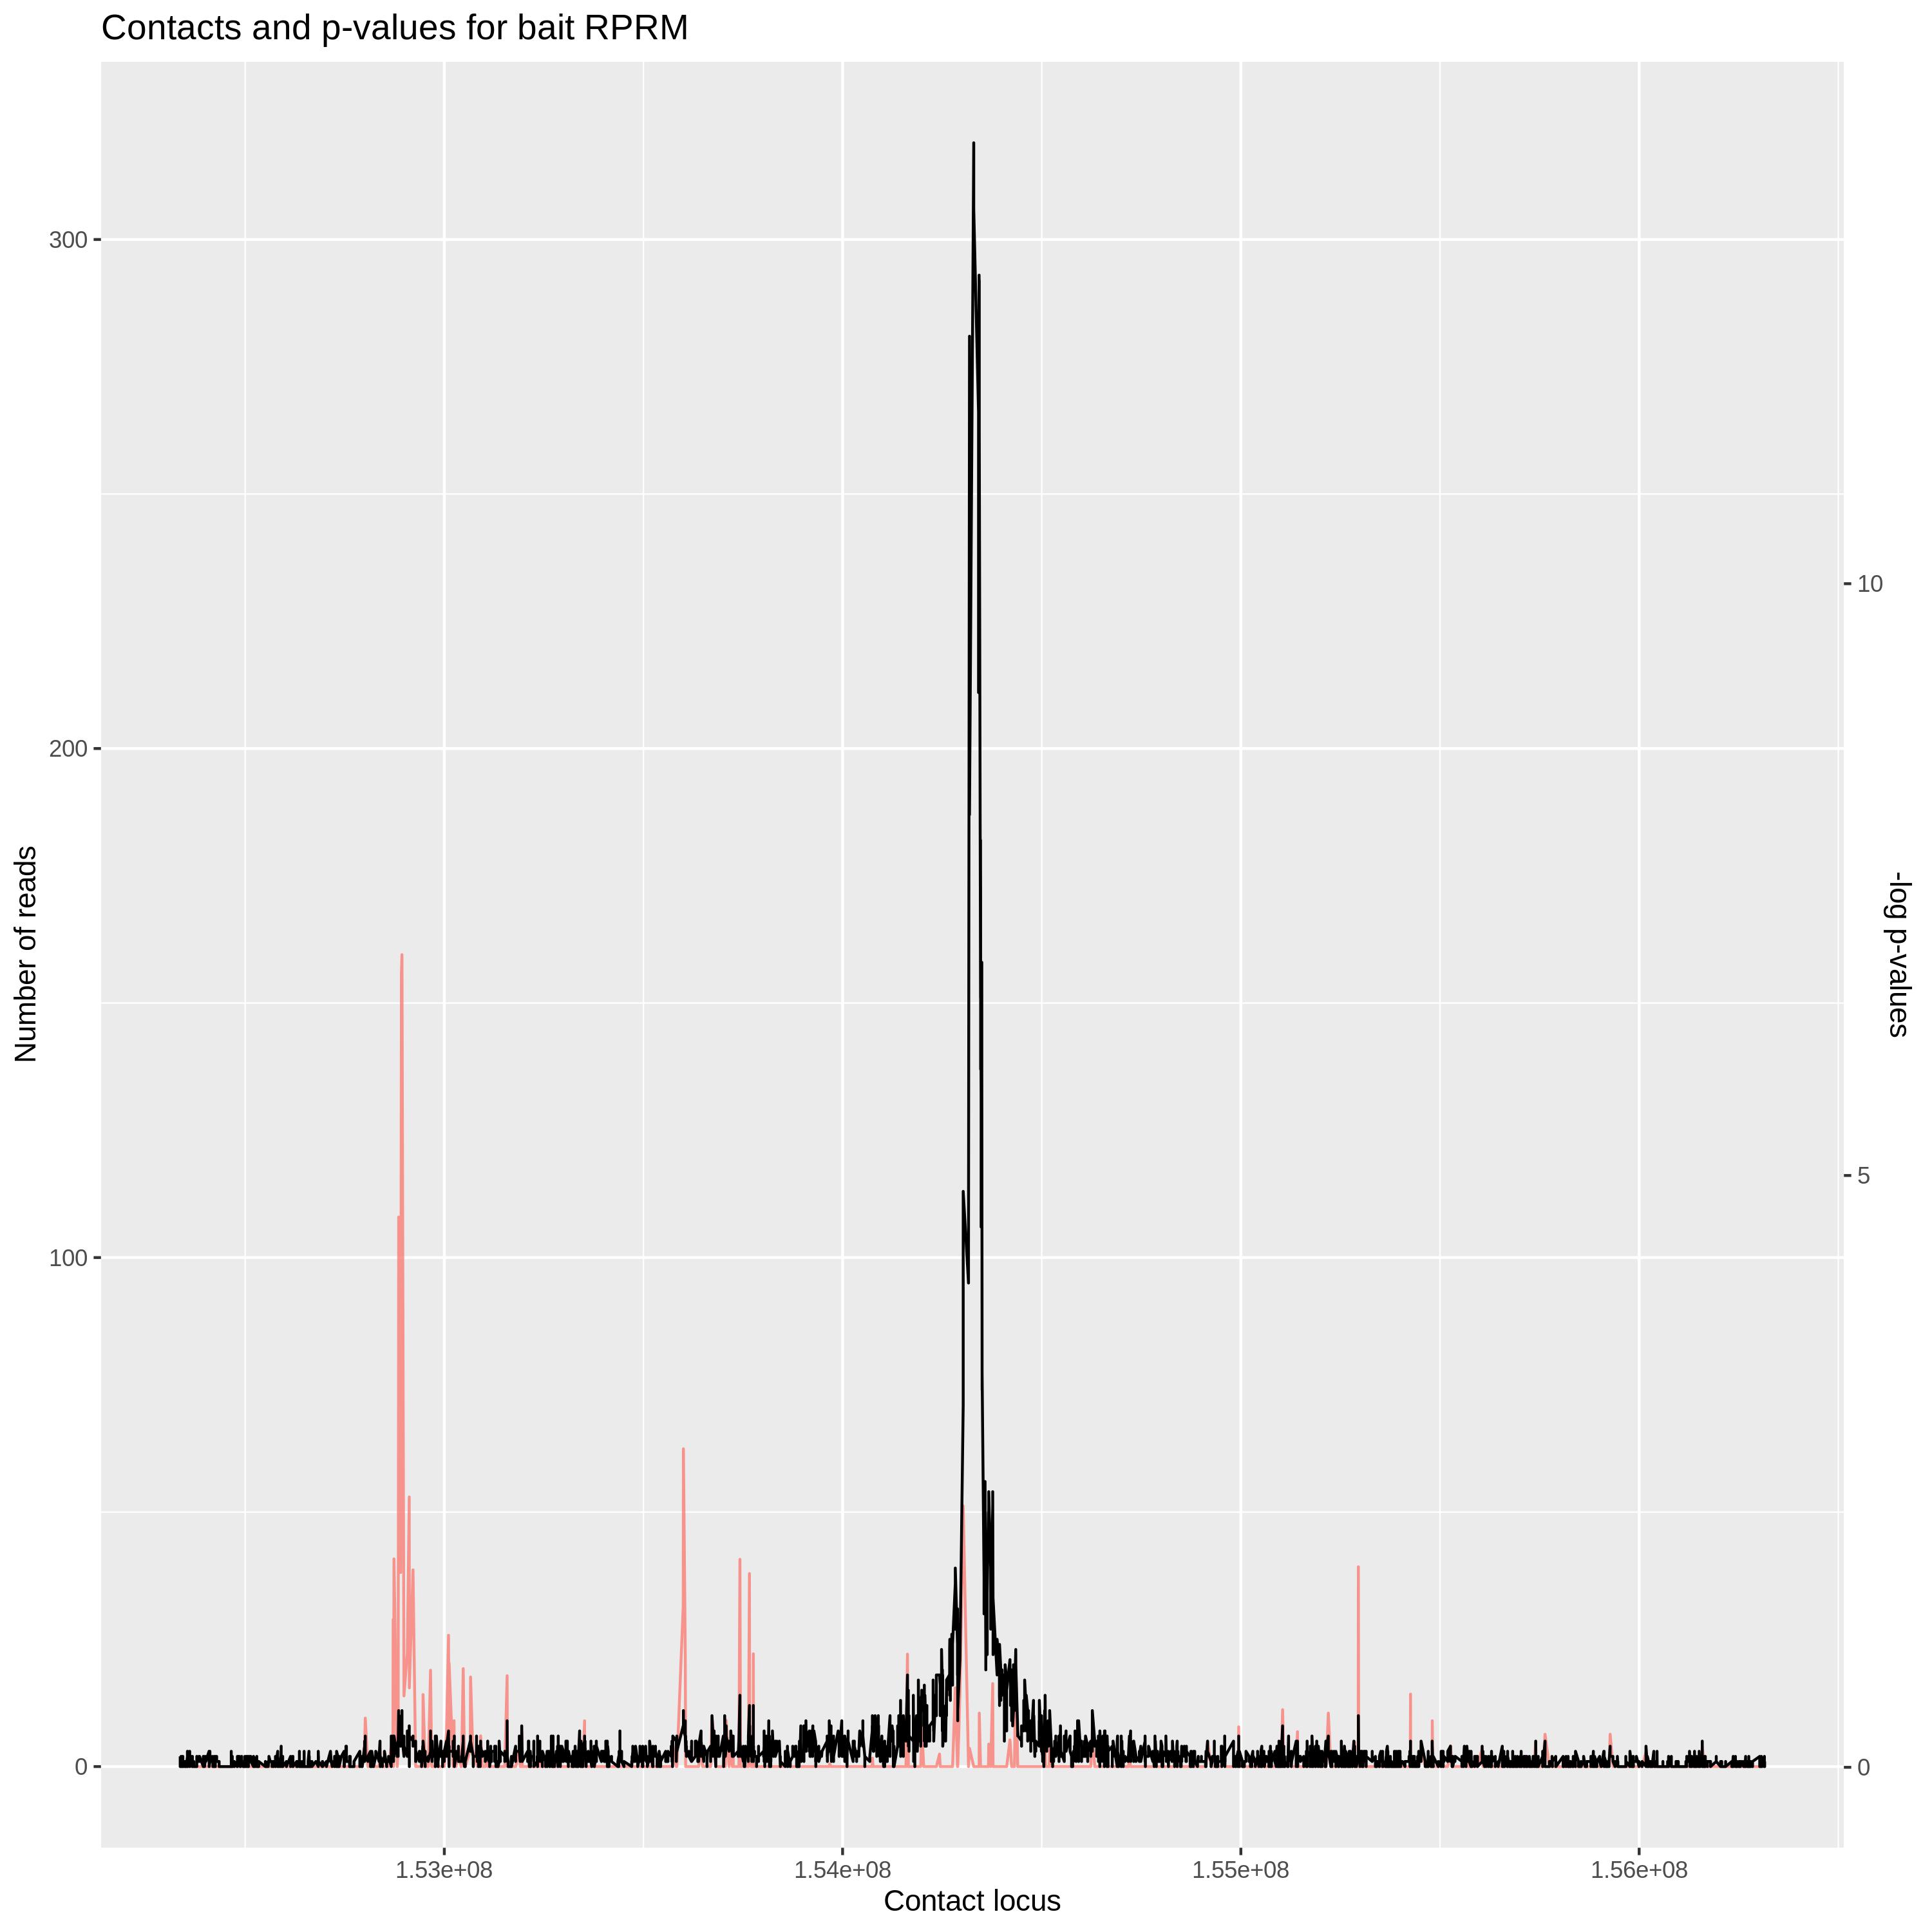 Contacts and p-values for bait RPRM
300
200
100
0
Number of reads
10
5
0
-log p-values
1.53e+08 1.54e+08 1.55e+08 1.56e+08
Contact locus